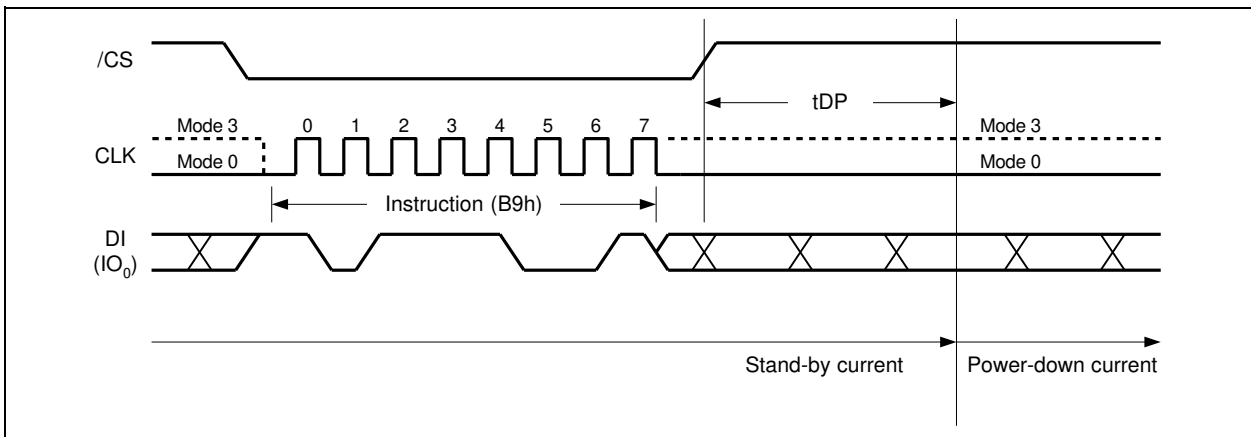 /CS
tDP
Mode 3
0 1 2 3 4 5 6 7
Mode 3
CLK
Mode 0
Mode 0
Instruction (B9h)
DI
(IO0)
Stand-by current
Power-down current